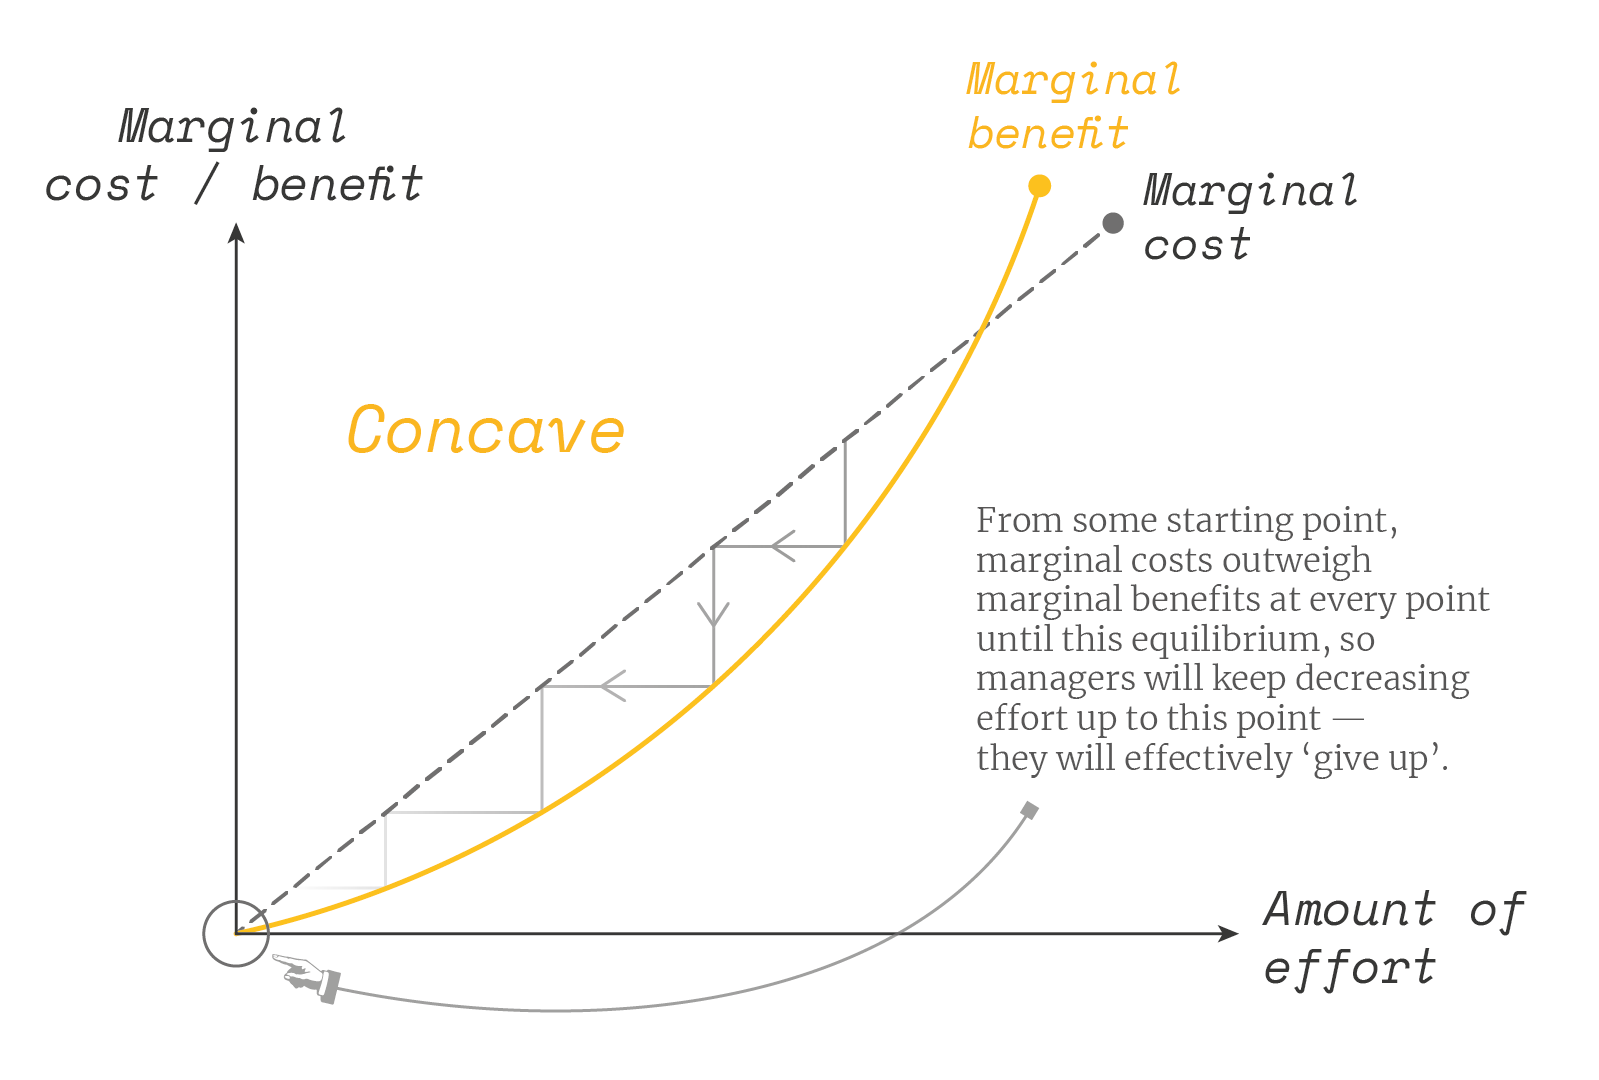 Marginal
benefit
Marginal
cost / benefit
Marginal
cost
Concave
From some starting point,
marginal costs outweigh
marginal benefits at every point
until this equilibrium, so
managers will keep decreasing
effort up to this point —
they will effectively ‘give up’.
Amount of
effort